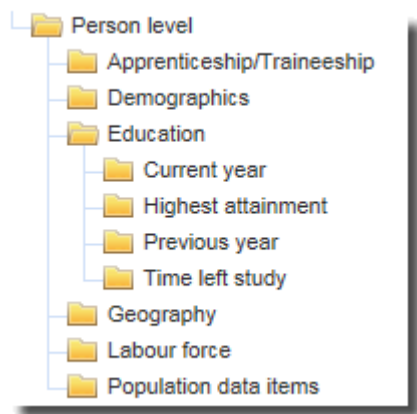 Person level
Apprenticeship/Traineeship
Demographics
Education
Current year
Highest attainment
Previous year
Time left study
Geography
Labour force
Population data items